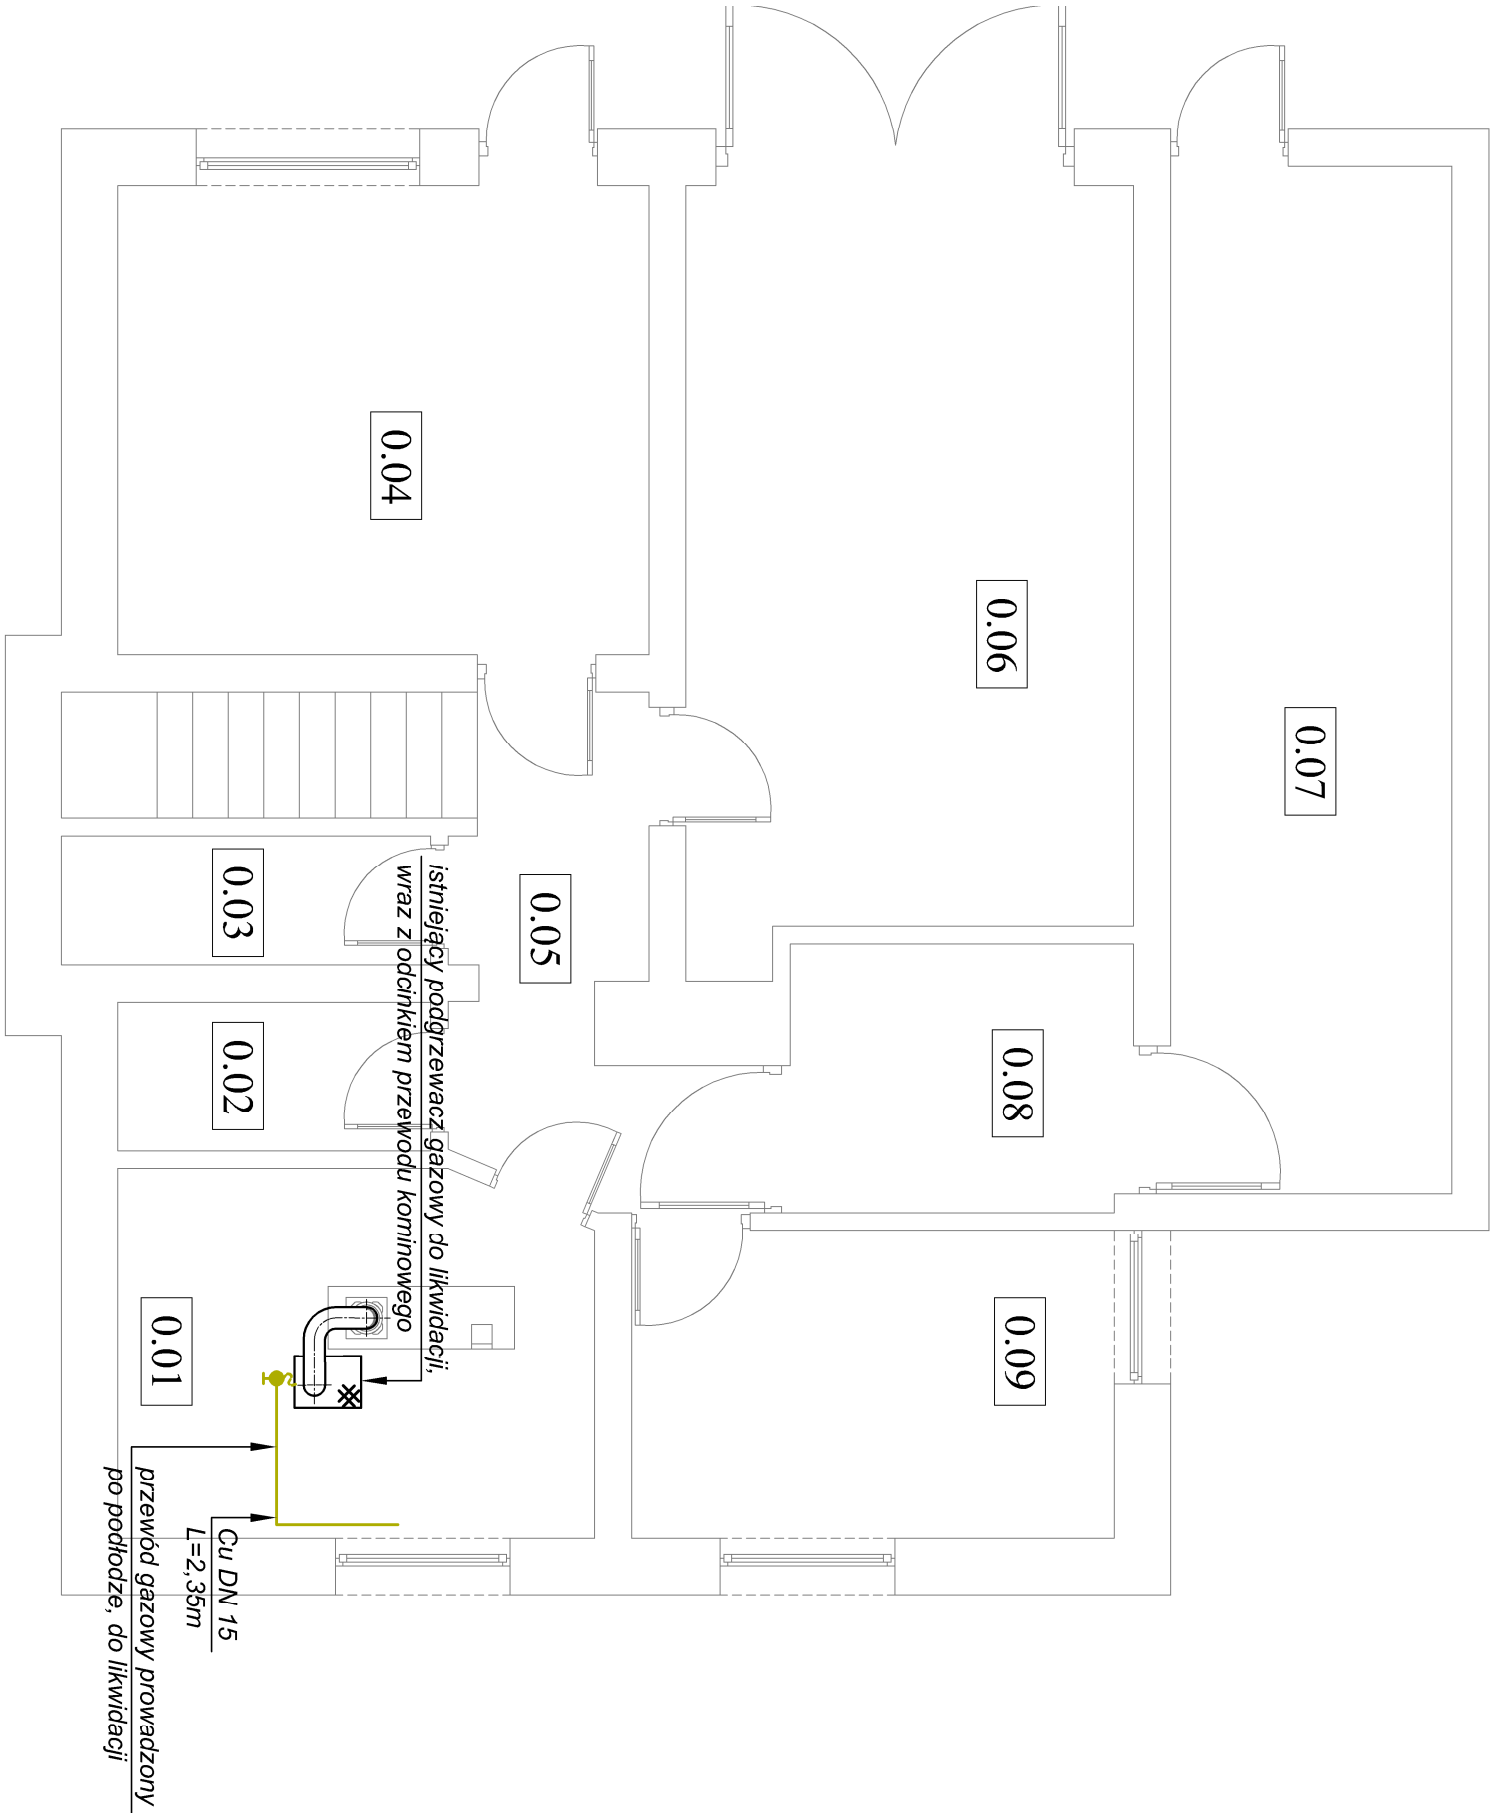 0.07
0.06
0.08
0.09
0.05
0.04
istniejący podgrzewacz gazowy do likwidacji,
wraz z odcinkiem przewodu kominowego
0.03
0.02
0.01
Cu DN 15
L=2,35m
przewód gazowy prowadzony
po podłodze, do likwidacji